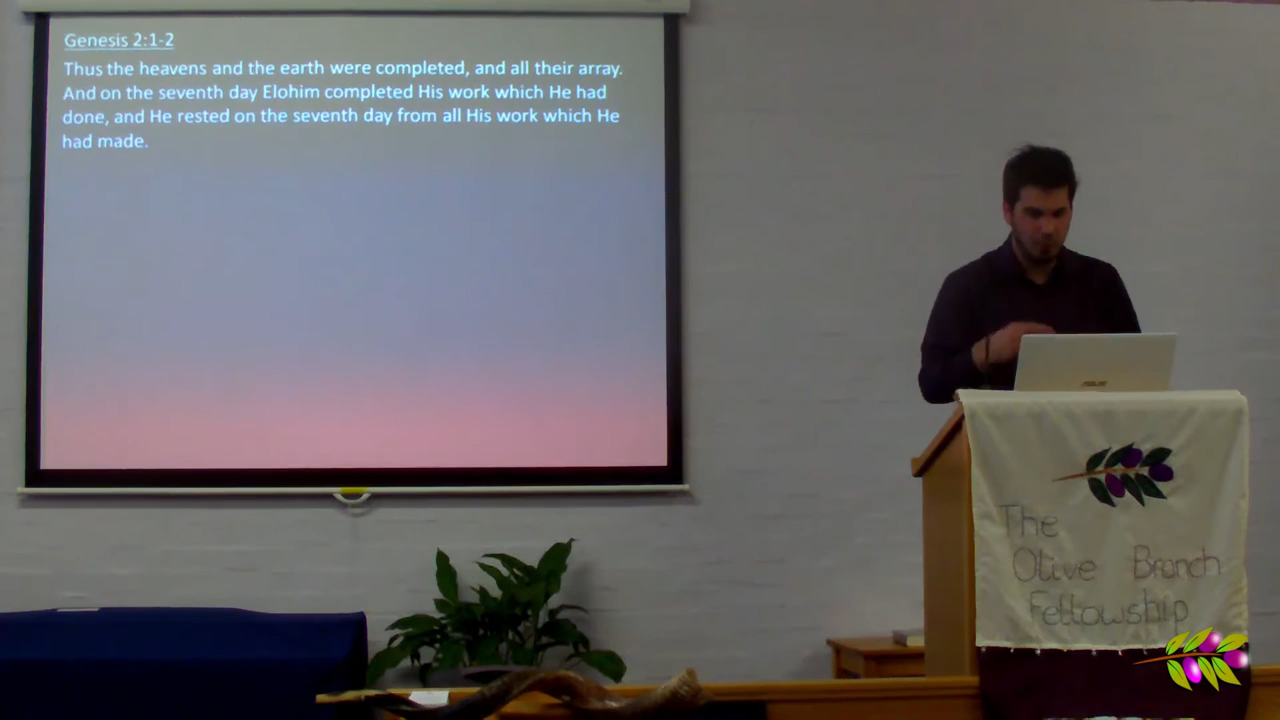 Genesis 2:1-2
Thus the heavens and the earth were completed, and all their array.
And on the seventh day Elohim completed His work which He had
done, and He rested on the seventh day from all His work which He
had made.
ASUS
The
Olive Branch
Fellowship